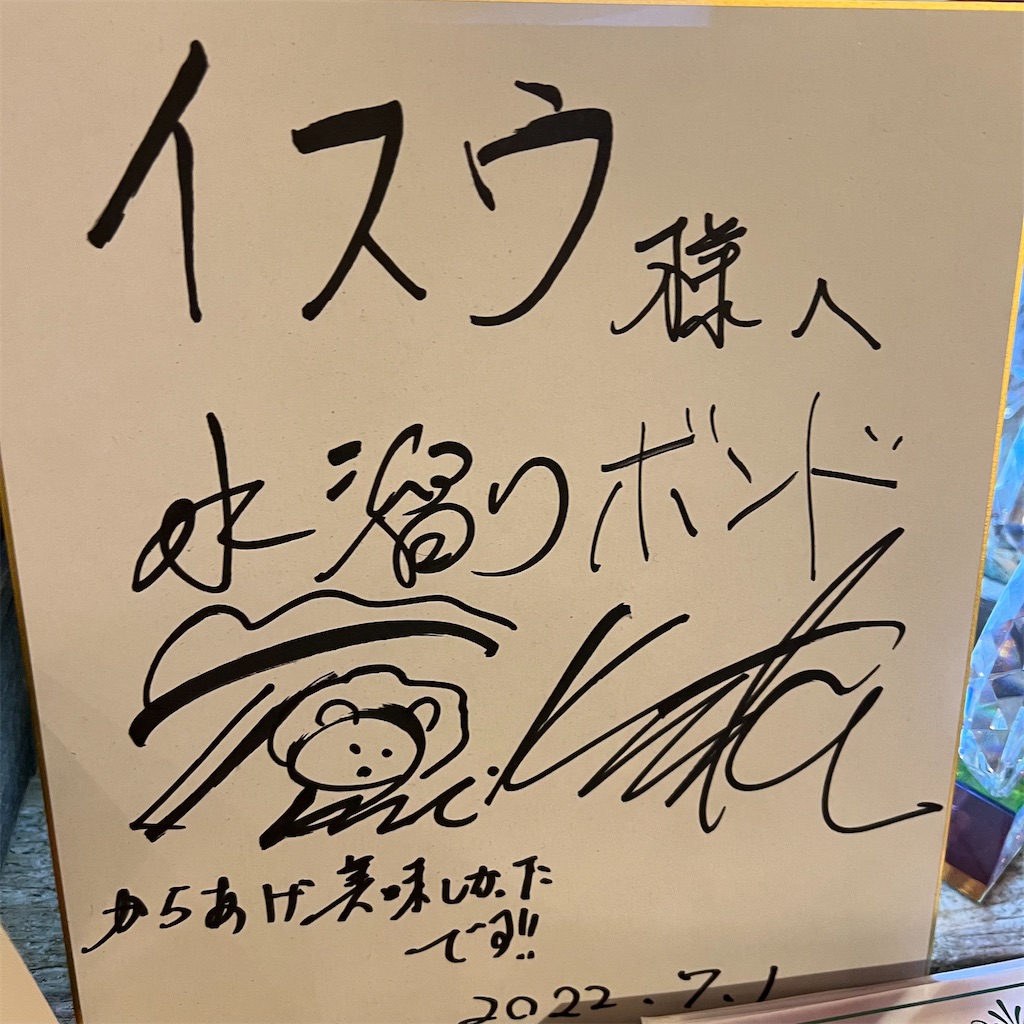 イスウ様へ
水溜りボンド
からあげ美味しかった
です!!
2022.7.1